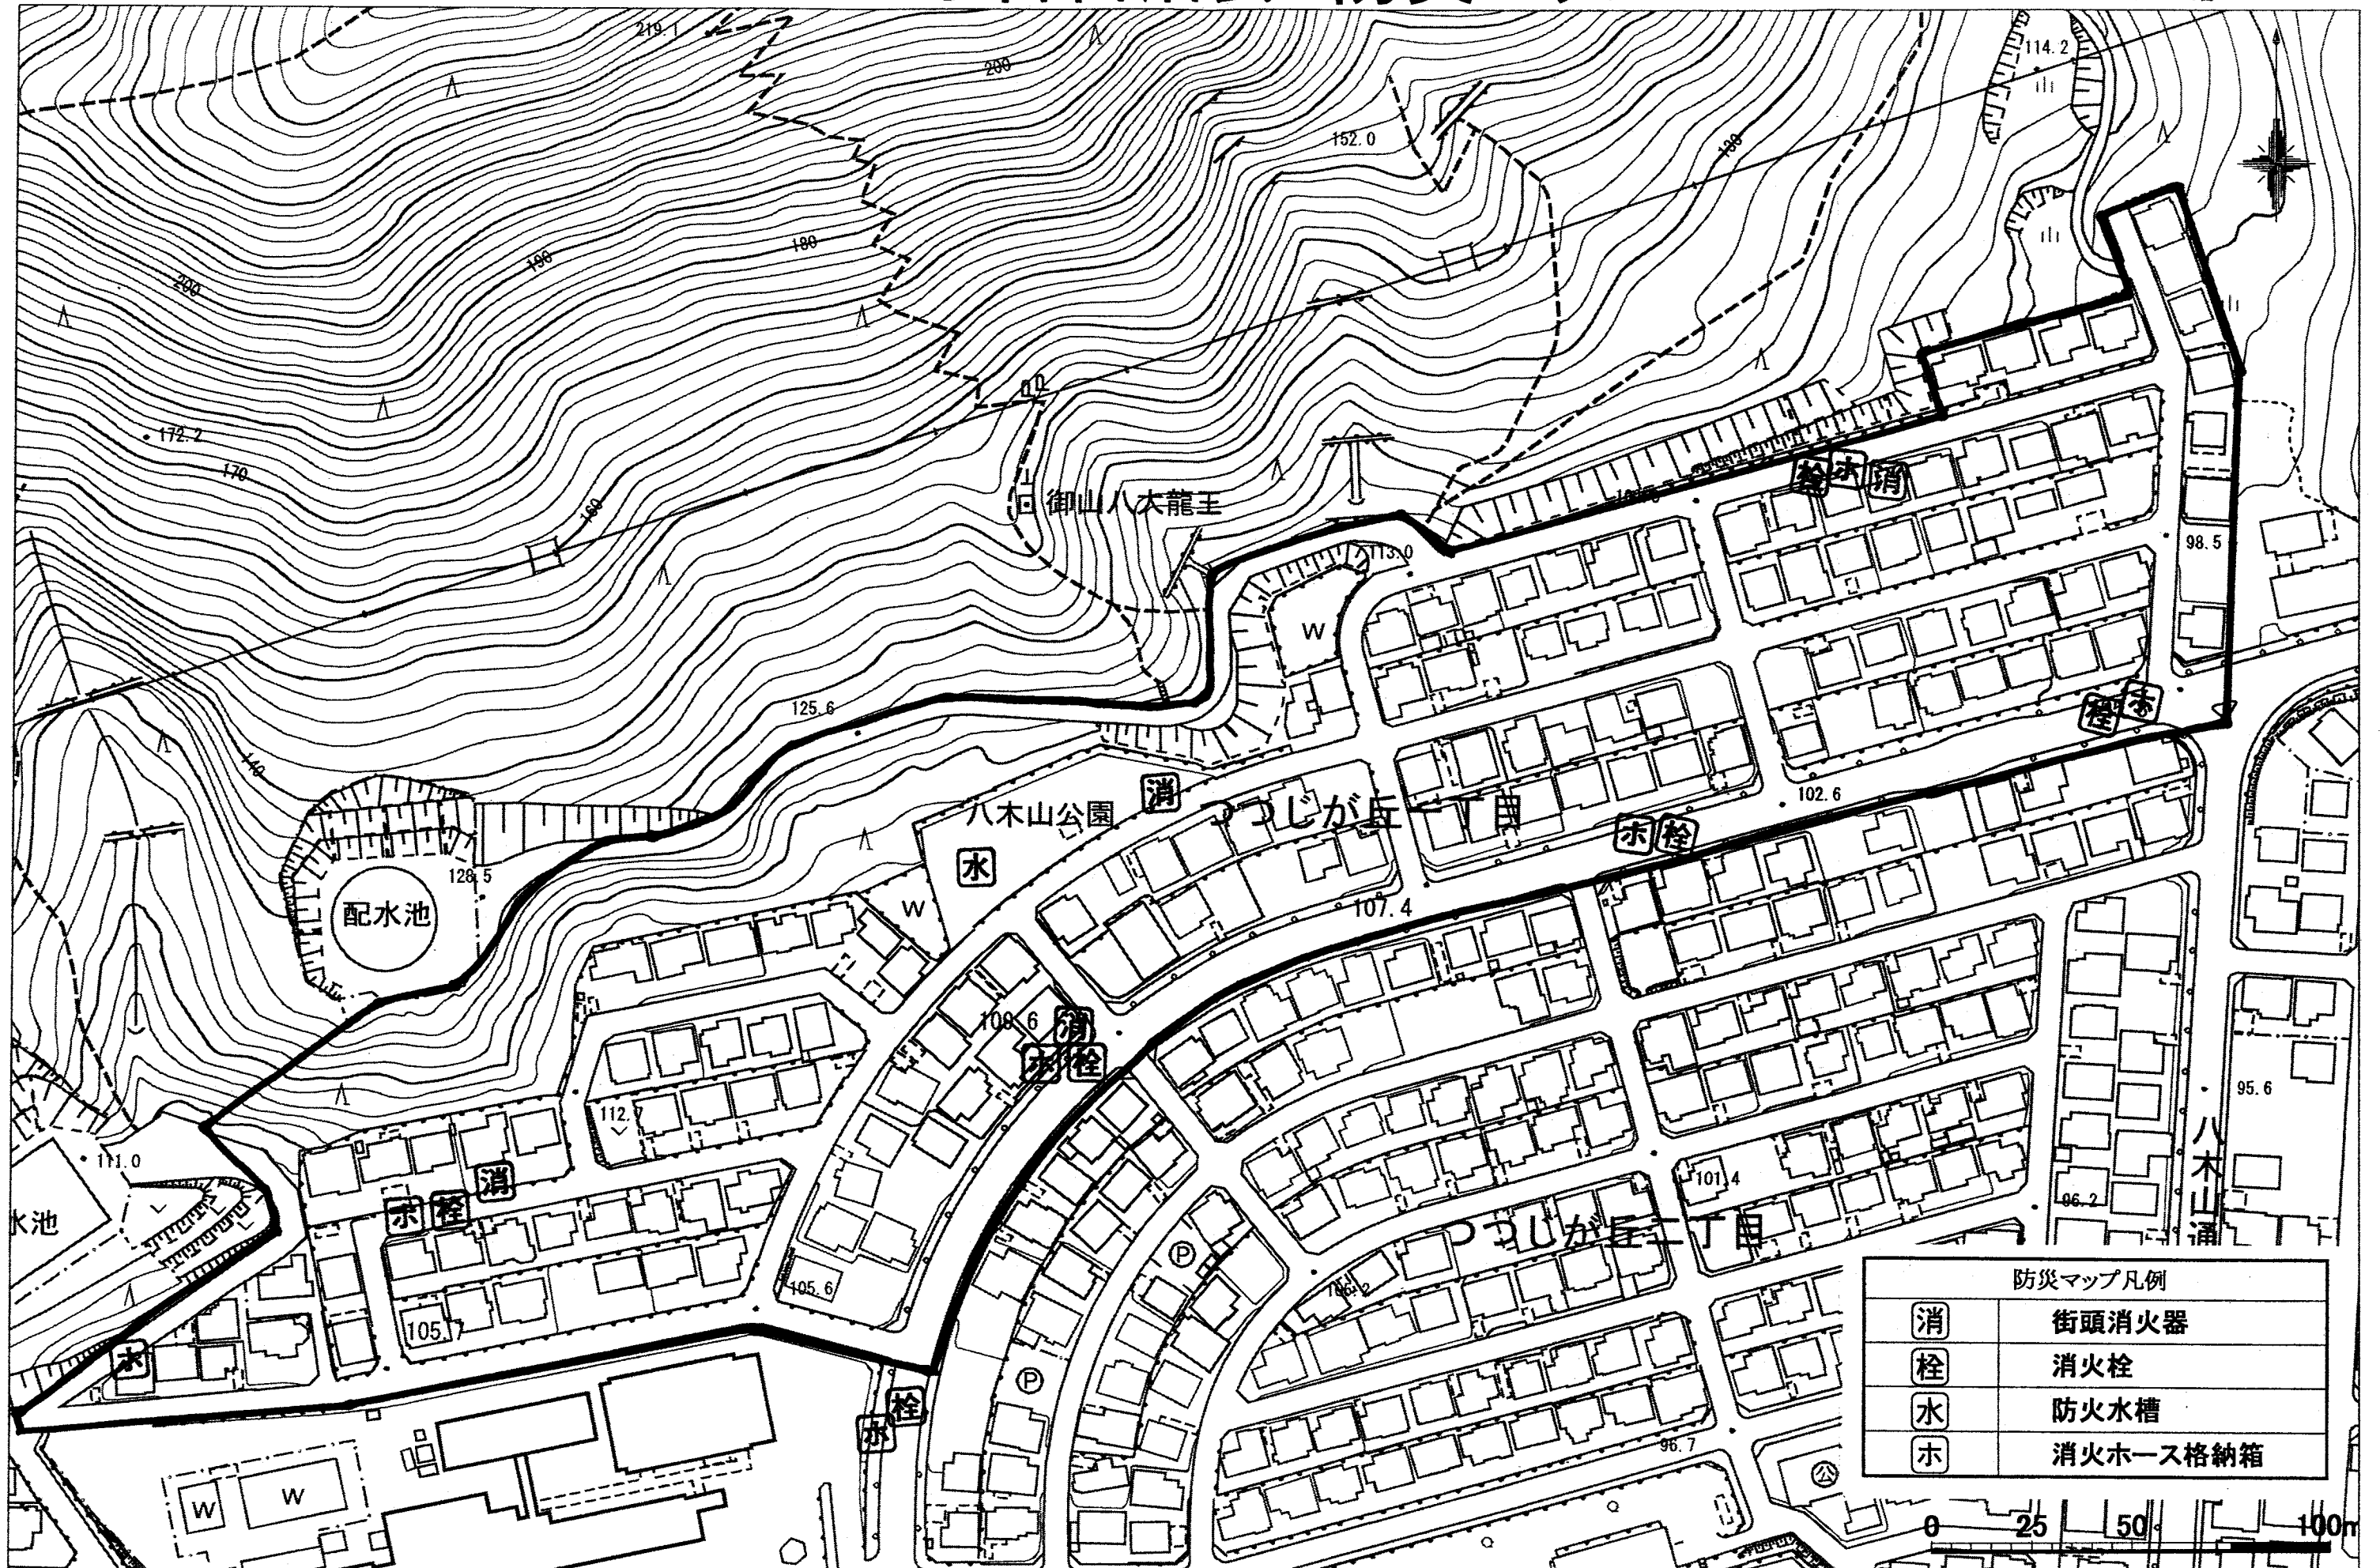 219.1
200
114.2
152.0
130
180
190
200
172.2
170
160
御山八大龍王
98.5
113.0
W
125.6
140
栓 ホ 消
栓 ホ
消
八木山公園
つつじが丘一丁目
102.6
ホ 栓
水
128.5
配水池
W
107.4
消
栓
95.6
八木山通
112.7
111.0
水池
消
ホ 栓
101.4
96.2
つつじが丘二丁目
P
105.6
105.7
P
栓
96.7
公
W
W
防災マップ凡例
消 街頭消火器
栓 消火栓
水 防火水槽
ホ 消火ホース格納箱
0 25 50 100m